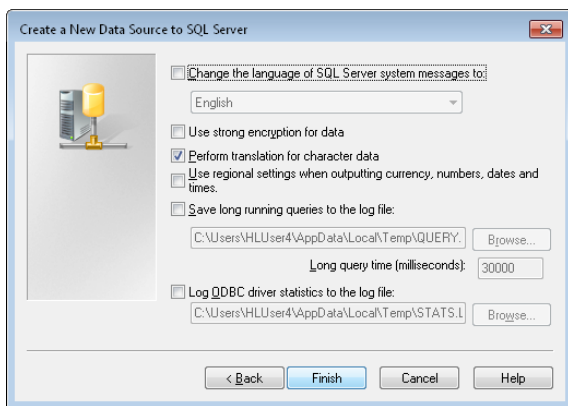 Create a New Data Source to SQL Server
Change the language of SQL Server system messages to:
English
Use strong encryption for data
Perform translation for character data
Use regional settings when outputting currency, numbers, dates and
times.
Save long running queries to the log file:
C:\Users\HLUser4\AppData\Local\Temp\QUERY. Browse...
Long query time (milliseconds): 30000
Log ODBC driver statistics to the log file:
C:\Users\HLUser4\AppData\Local\Temp\STATS.L Browse...
< Back Finish Cancel Help